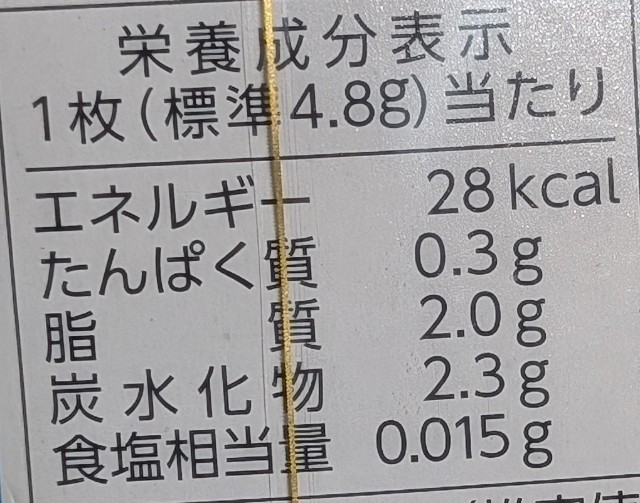 栄養成分表示
1枚(標準4.8g)当たり
エネルギー 28kcal
たんぱく質 0.3g
脂質 2.0g
炭水化物 2.3g
食塩相当量 0.015g